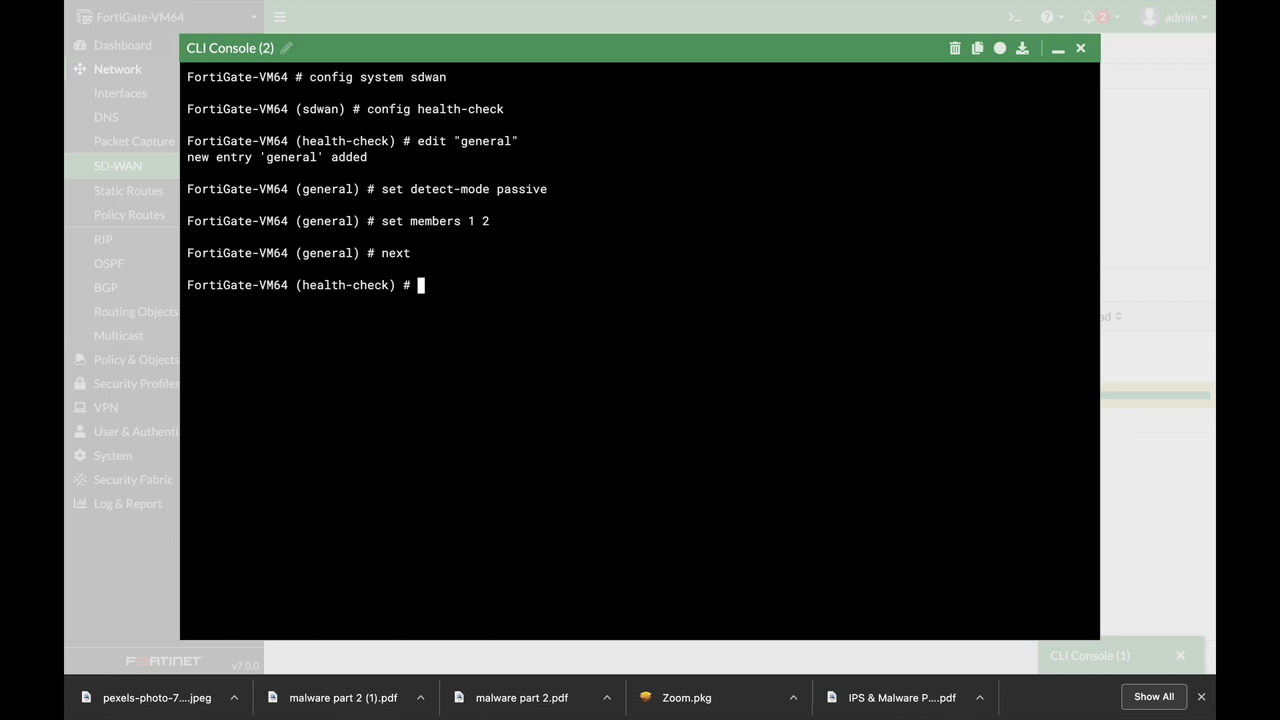 FortiGate-VM64
2
admin
CLI Console (2)
Dashboard
Network
Interfaces
DNS
Packet Capture
SD-WAN
Static Routes
Policy Routes
RIP
OSPF
BGP
Routing Objects
Multicast
Policy & Objects
Security Profiles
VPN
User & Authenti
System
Security Fabric
Log & Report
FortiGate-VM64 # config system sdwan
FortiGate-VM64 (sdwan) # config health-check
FortiGate-VM64 (health-check) # edit "general"
new entry 'general' added
FortiGate-VM64 (general) # set detect-mode passive
FortiGate-VM64 (general) # set members 1 2
FortiGate-VM64 (general) # next
FortiGate-VM64 (health-check) #
FORTINET v7.0.0
CLI Console (1)
pexels-photo-7....jpeg
malware part 2 (1).pdf
malware part 2.pdf
Zoom.pkg
IPS & Malware P....pdf
Show All